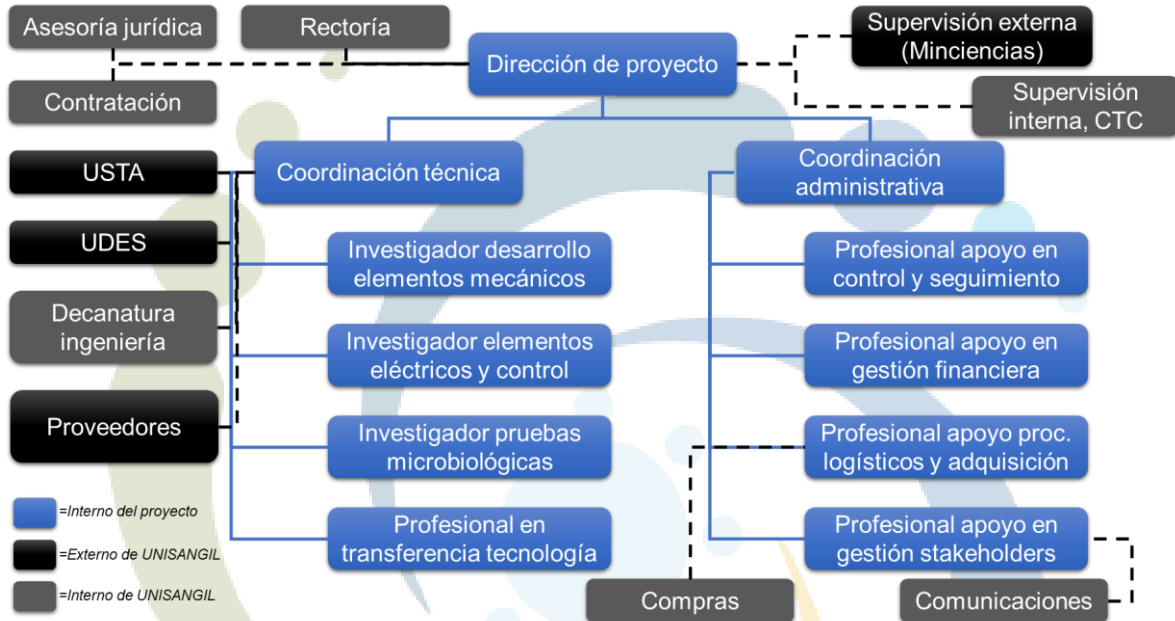 Asesoría jurídica
Rectoría
Dirección de proyecto
Supervisión externa
(Minciencias)
Contratación
Supervisión
interna, CTC
USTA
Coordinación técnica
Coordinación
administrativa
UDES
Investigador desarrollo
elementos mecánicos
Profesional apoyo en
control y seguimiento
Decanatura
ingeniería
Investigador elementos
eléctricos y control
Profesional apoyo en
gestión financiera
Proveedores
Investigador pruebas
microbiológicas
Profesional apoyo proc.
logísticos y adquisición
=Interno del proyecto
=Externo de UNISANGIL
=Interno de UNISANGIL
Profesional en
transferencia tecnología
Profesional apoyo en
gestión stakeholders
Compras
Comunicaciones